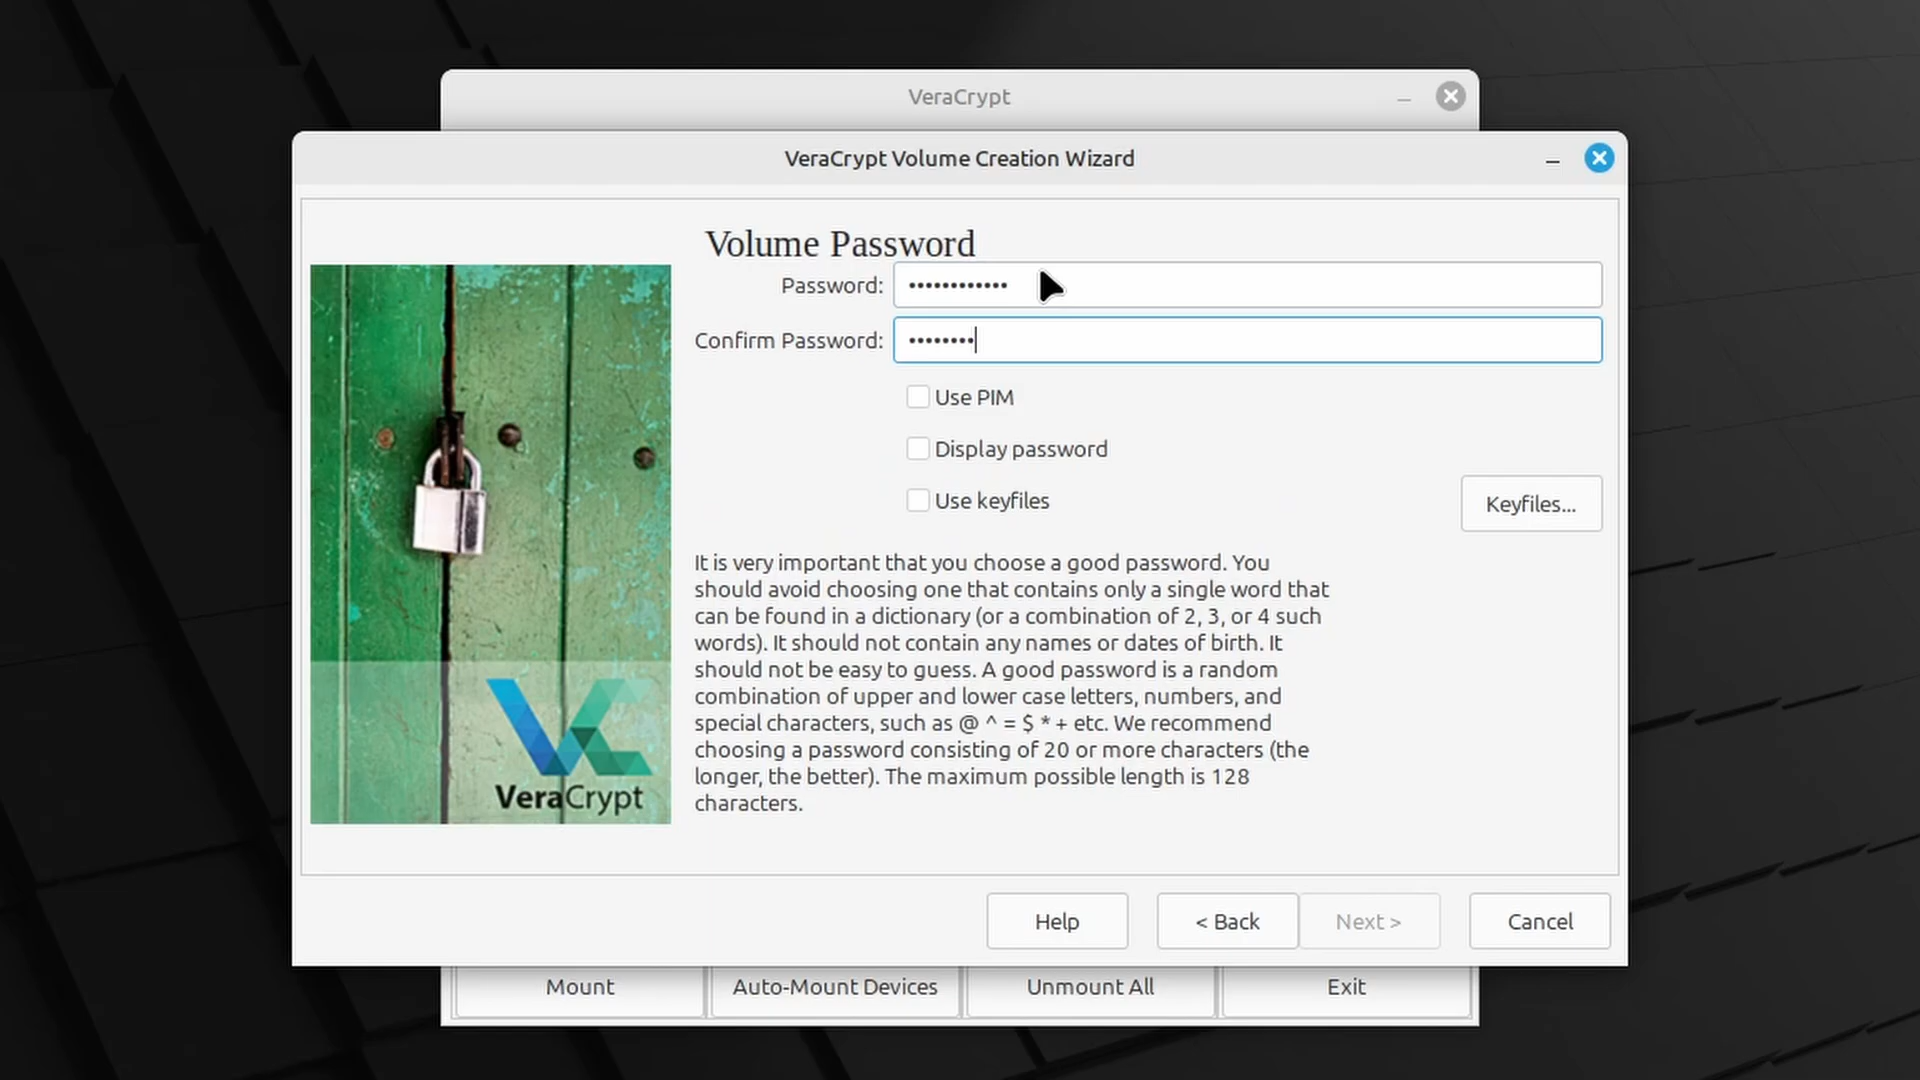 VeraCrypt
VeraCrypt Volume Creation Wizard
Volume Password
Password: ••••••••••••
Confirm Password: ••••••••
Use PIM
Display password
Use keyfiles
Keyfiles...
It is very important that you choose a good password. You
should avoid choosing one that contains only a single word that
can be found in a dictionary (or a combination of 2, 3, or 4 such
words). It should not contain any names or dates of birth. It
should not be easy to guess. A good password is a random
combination of upper and lower case letters, numbers, and
special characters, such as @ ^ = $ * + etc. We recommend
choosing a password consisting of 20 or more characters (the
longer, the better). The maximum possible length is 128
characters.
VeraCrypt
Help
< Back
Next >
Cancel
Mount
Auto-Mount Devices
Unmount All
Exit